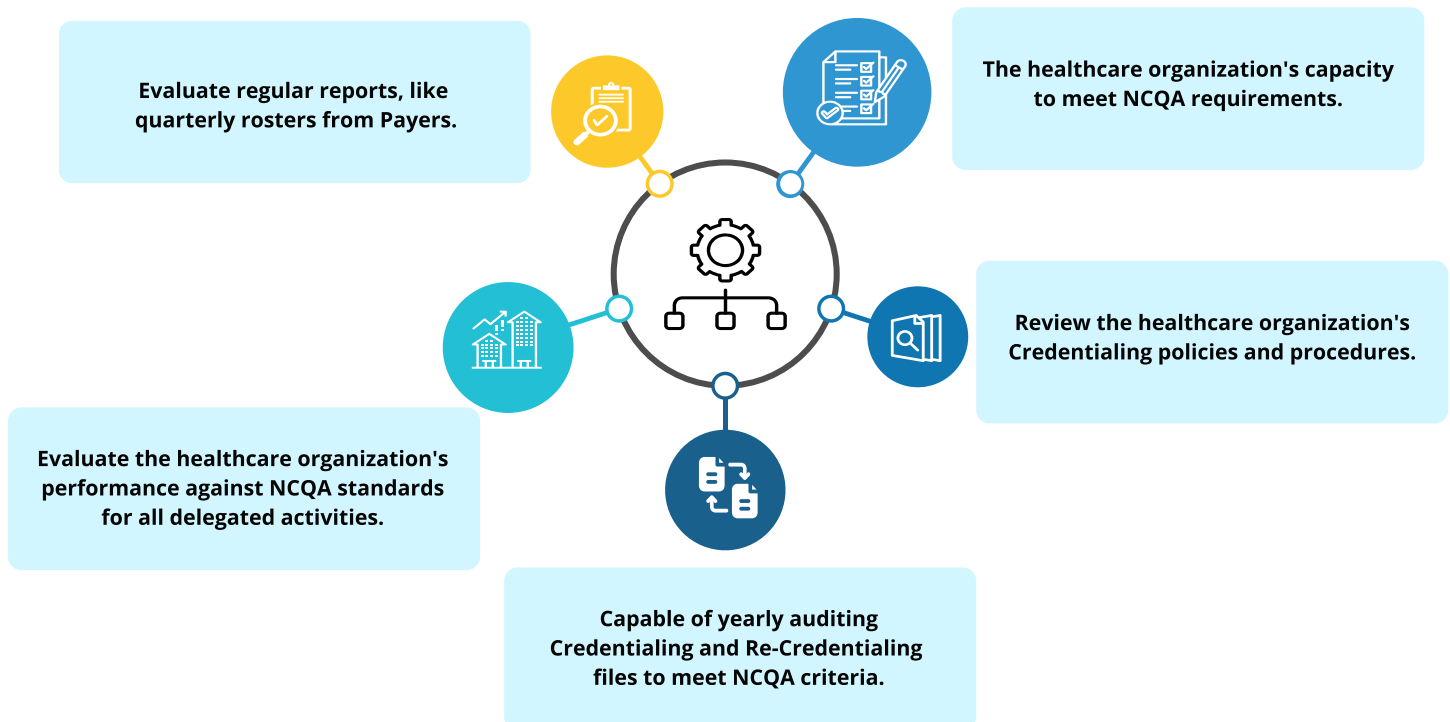 Evaluate regular reports, like
quarterly rosters from Payers.
The healthcare organization's capacity
to meet NCQA requirements.
Review the healthcare organization's
Credentialing policies and procedures.
Evaluate the healthcare organization's
performance against NCQA standards
for all delegated activities.
Capable of yearly auditing
Credentialing and Re-Credentialing
files to meet NCQA criteria.